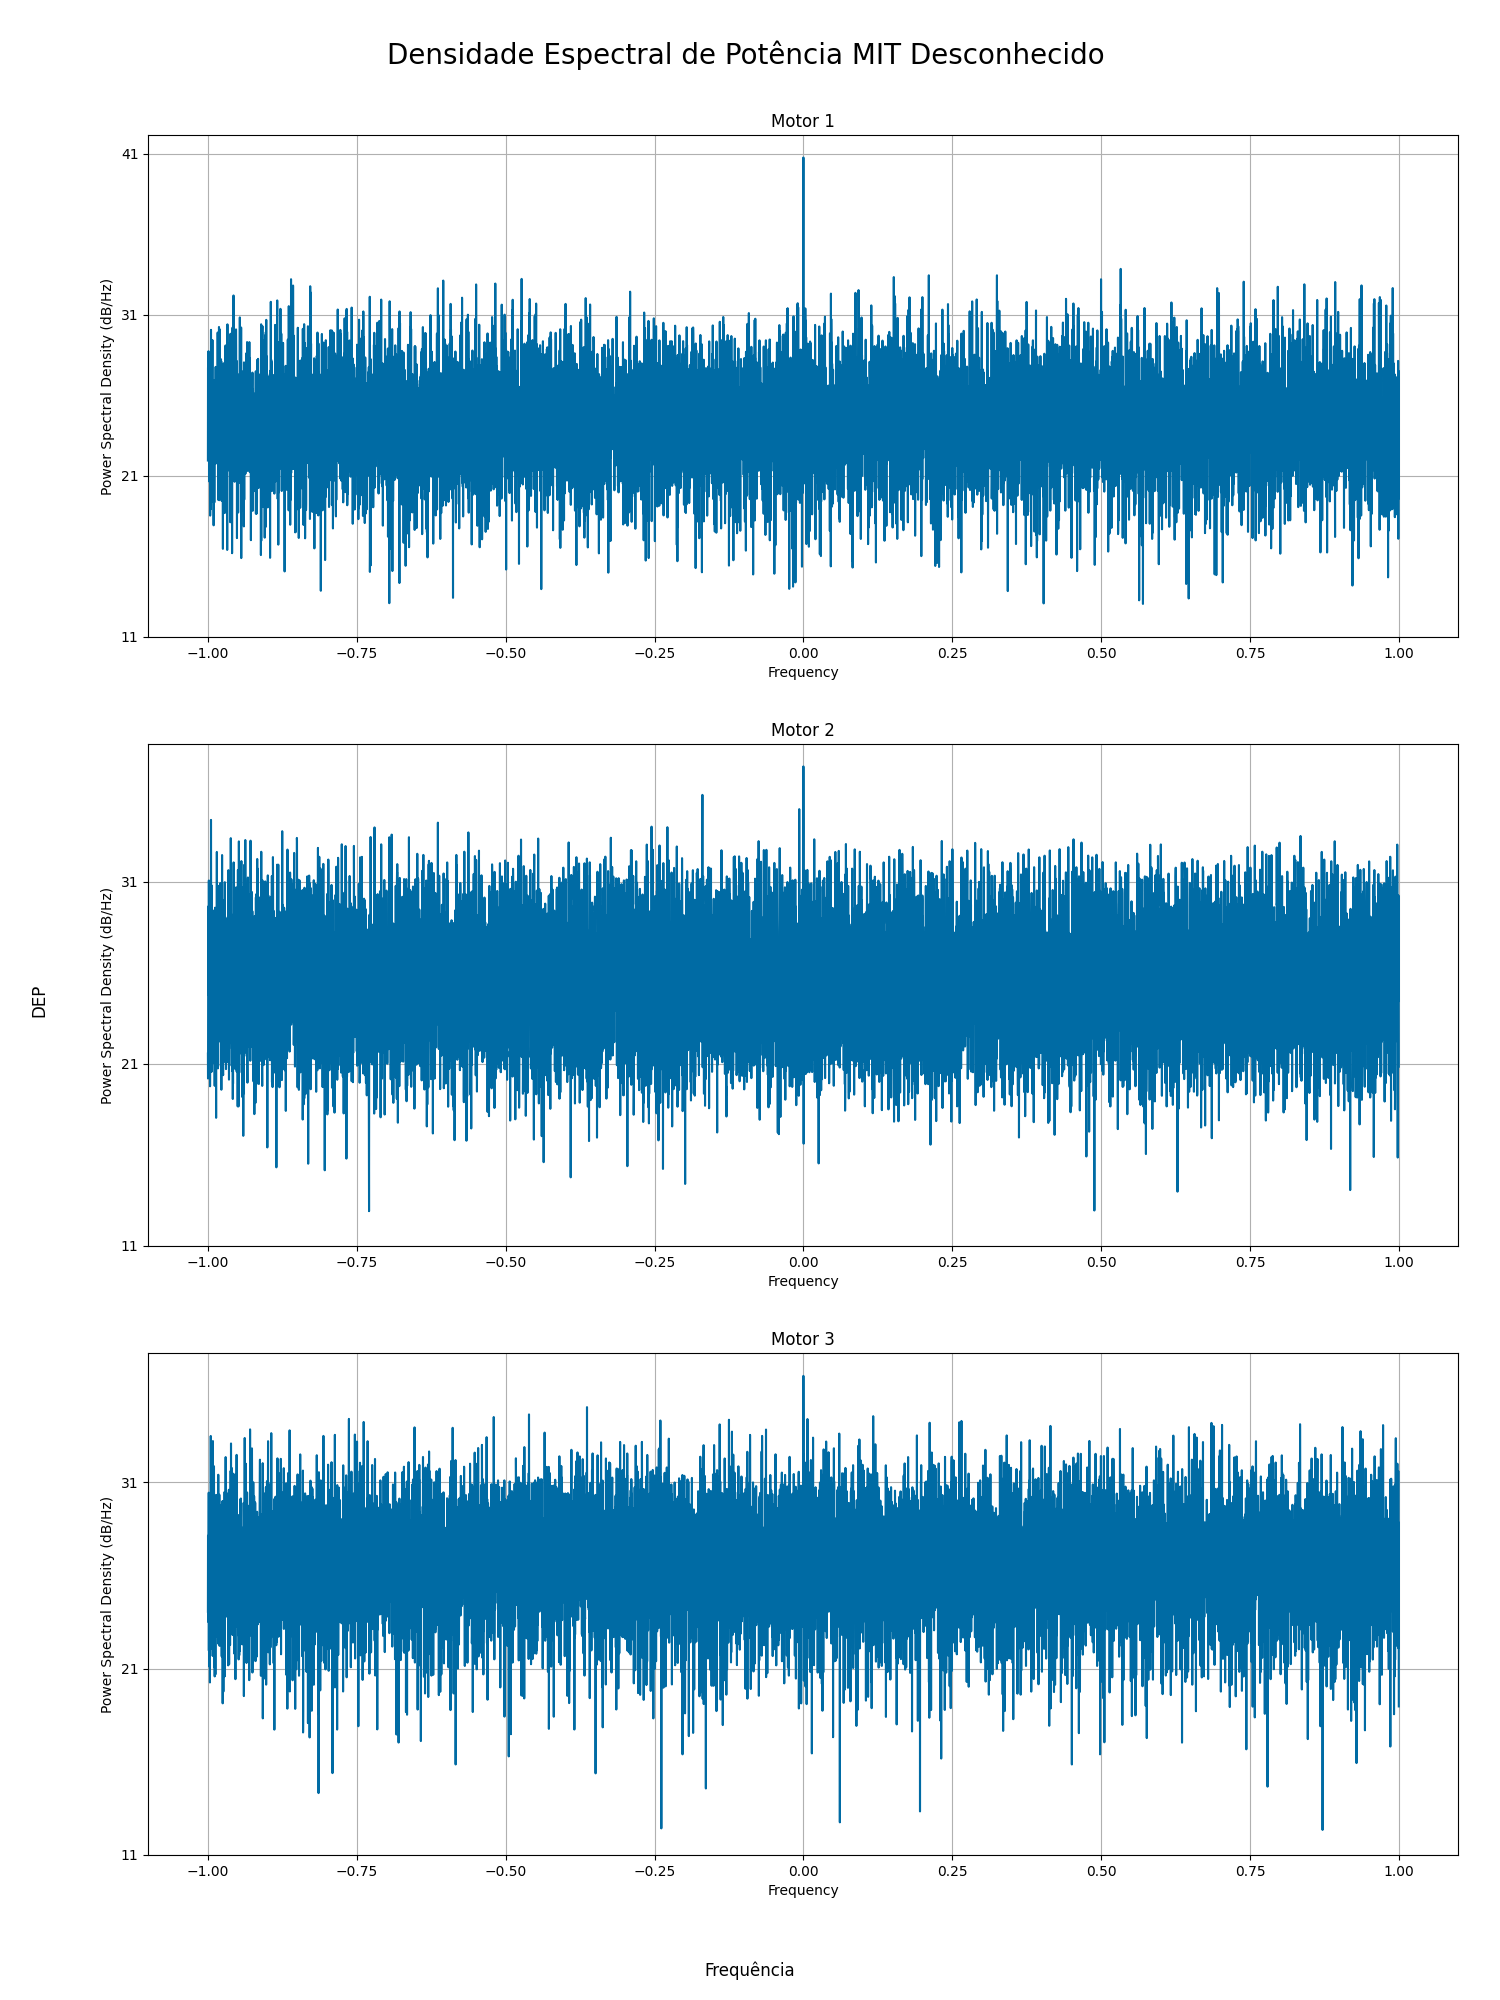 Densidade Espectral de Potência MIT Desconhecido
Motor 1
Power Spectral Density (dB/Hz)
41
31
21
11
−1.00 −0.75 −0.50 −0.25 0.00 0.25 0.50 0.75 1.00
Frequency
Motor 2
DEP
Power Spectral Density (dB/Hz)
31
21
11
−1.00 −0.75 −0.50 −0.25 0.00 0.25 0.50 0.75 1.00
Frequency
Motor 3
Power Spectral Density (dB/Hz)
31
21
11
−1.00 −0.75 −0.50 −0.25 0.00 0.25 0.50 0.75 1.00
Frequency
Frequência